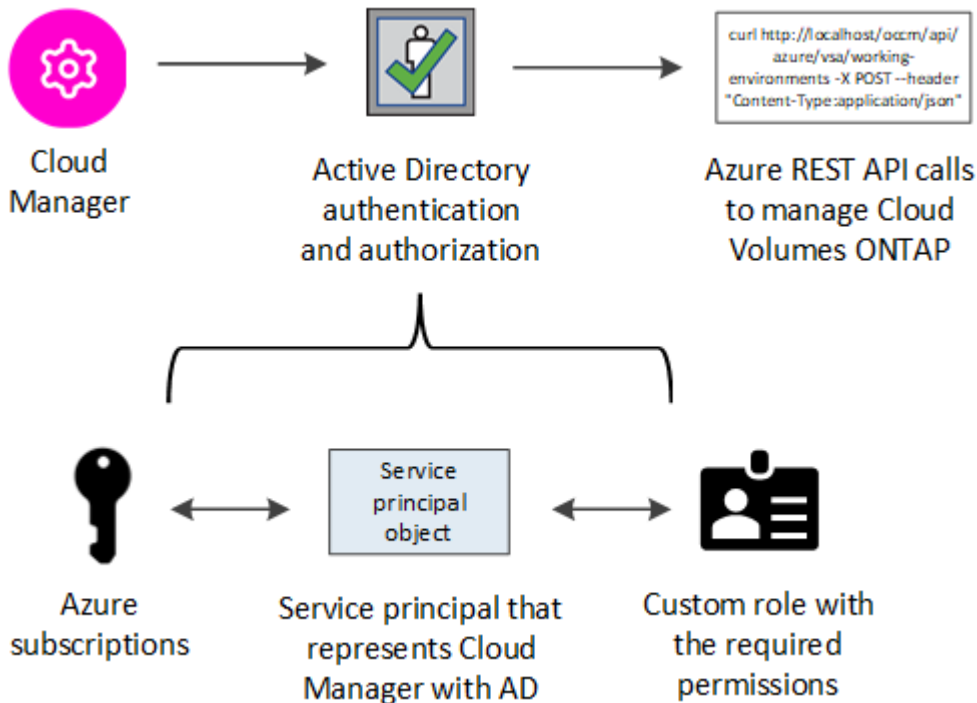 curl http://localhost/occm/api/
azure/vsa/working-
environments -X POST --header
"Content-Type:application/json"
Cloud
Manager
Active Directory
authentication
and authorization
Azure REST API calls
to manage Cloud
Volumes ONTAP
Service
principal
object
Azure
subscriptions
Service principal that
represents Cloud
Manager with AD
Custom role with
the required
permissions